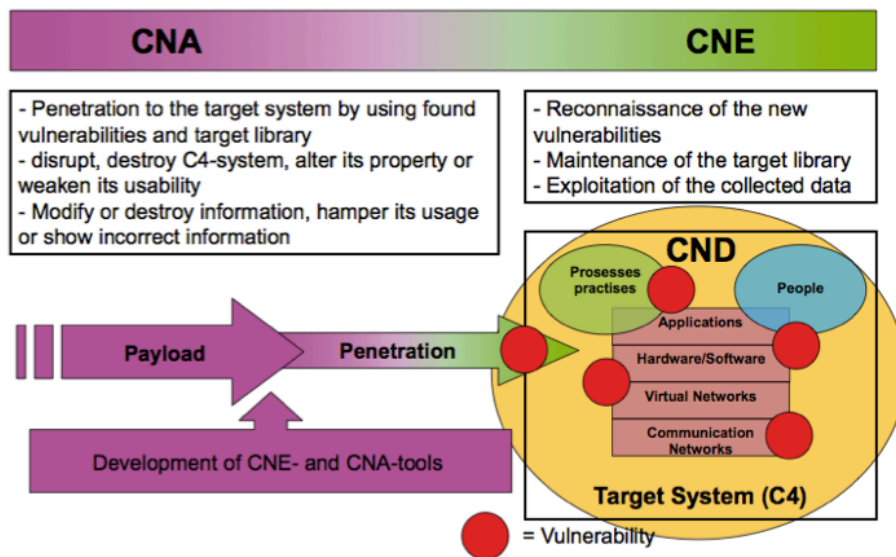 CNA
CNE
- Penetration to the target system by using found
vulnerabilities and target library
- disrupt, destroy C4-system, alter its property or
weaken its usability
- Modify or destroy information, hamper its usage
or show incorrect information
- Reconnaissance of the new
vulnerabilities
- Maintenance of the target library
- Exploitation of the collected data
CND
Prosesses
practises
People
Applications
Payload
Penetration
Hardware/Software
Virtual Networks
Communication
Networks
Development of CNE- and CNA-tools
Target System (C4)
= Vulnerability